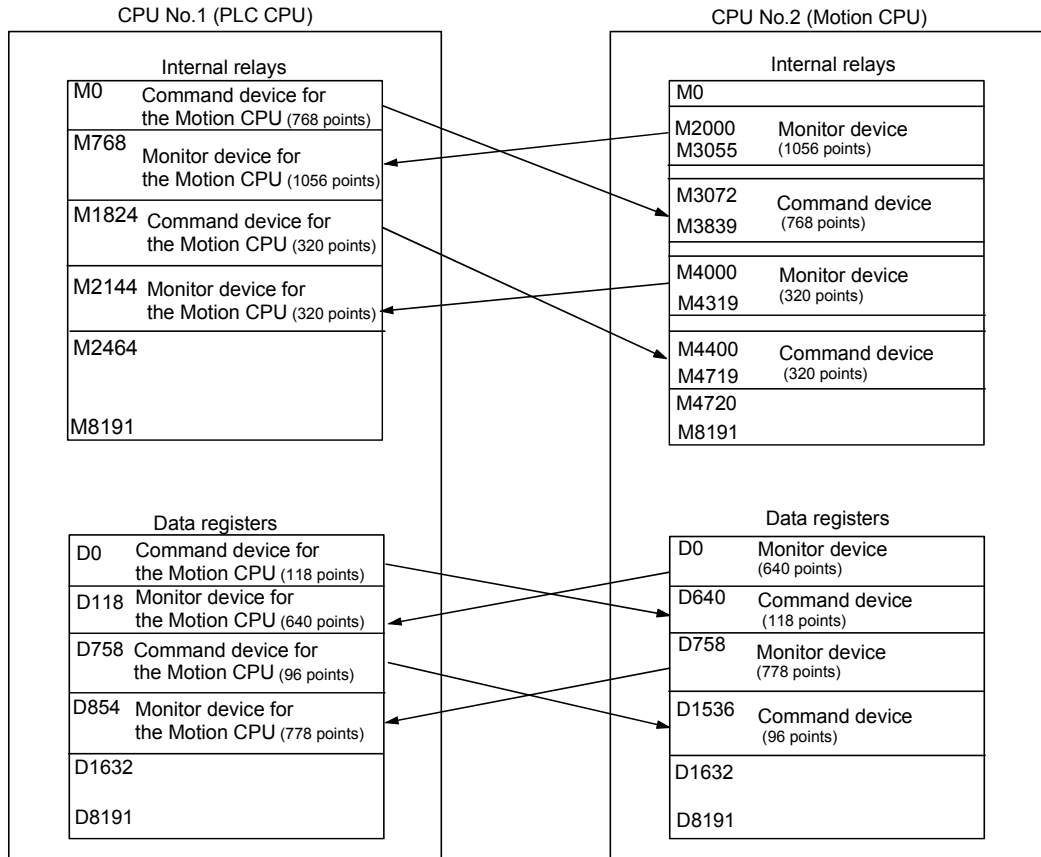 CPU No.1 (PLC CPU)
Internal relays
M0 Command device for
the Motion CPU (768 points)
M768
Monitor device for
the Motion CPU (1056 points)
M1824 Command device for
the Motion CPU (320 points)
M2144 Monitor device for
the Motion CPU (320 points)
M2464
M8191
Data registers
D0 Command device for
the Motion CPU (118 points)
D118 Monitor device for
the Motion CPU (640 points)
D758 Command device for
the Motion CPU (96 points)
D854 Monitor device for
the Motion CPU (778 points)
D1632
D8191
CPU No.2 (Motion CPU)
Internal relays
M0
M2000 Monitor device
M3055 (1056 points)
M3072 Command device
M3839 (768 points)
M4000 Monitor device
M4319 (320 points)
M4400 Command device
M4719 (320 points)
M4720
M8191
Data registers
D0 Monitor device
(640 points)
D640 Command device
(118 points)
D758 Monitor device
(778 points)
D1536 Command device
(96 points)
D1632
D8191